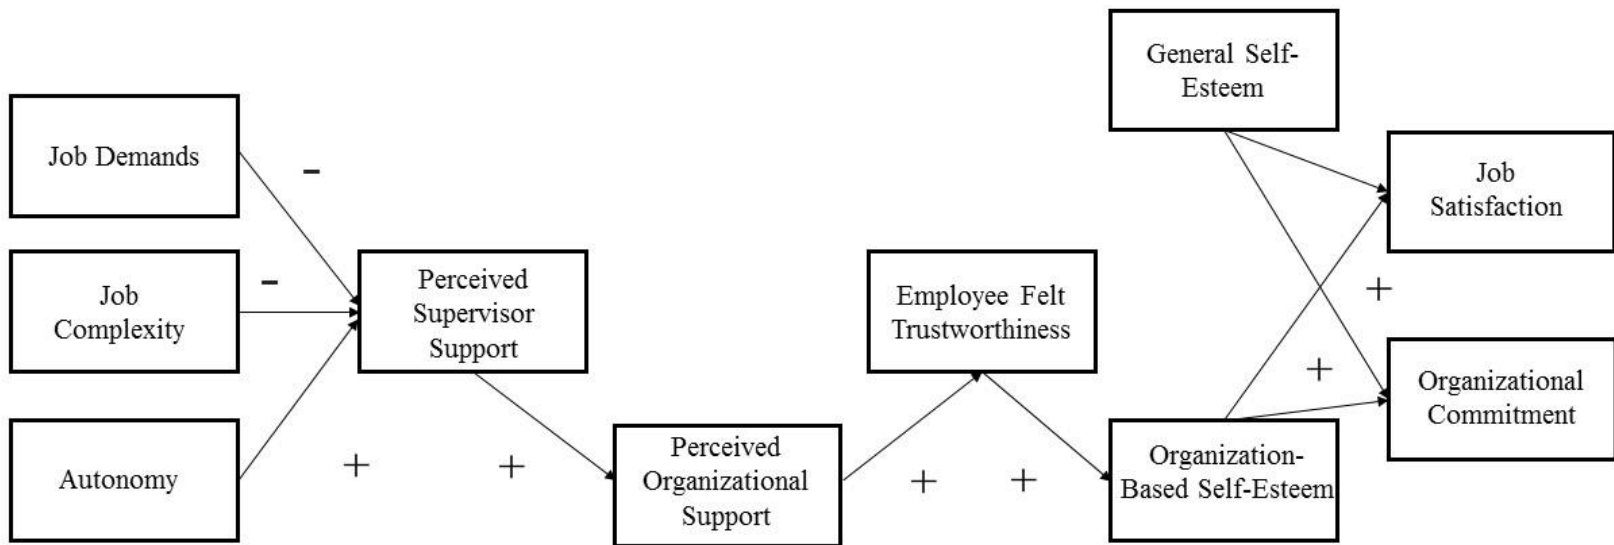 General Self-
Esteem
Job Demands
-
Job
Satisfaction
Job
Complexity
-
Perceived
Supervisor
Support
Employee Felt
Trustworthiness
+
+
Organizational
Commitment
Autonomy
+
+
Perceived
Organizational
Support
+
+
Organization-
Based Self-Esteem